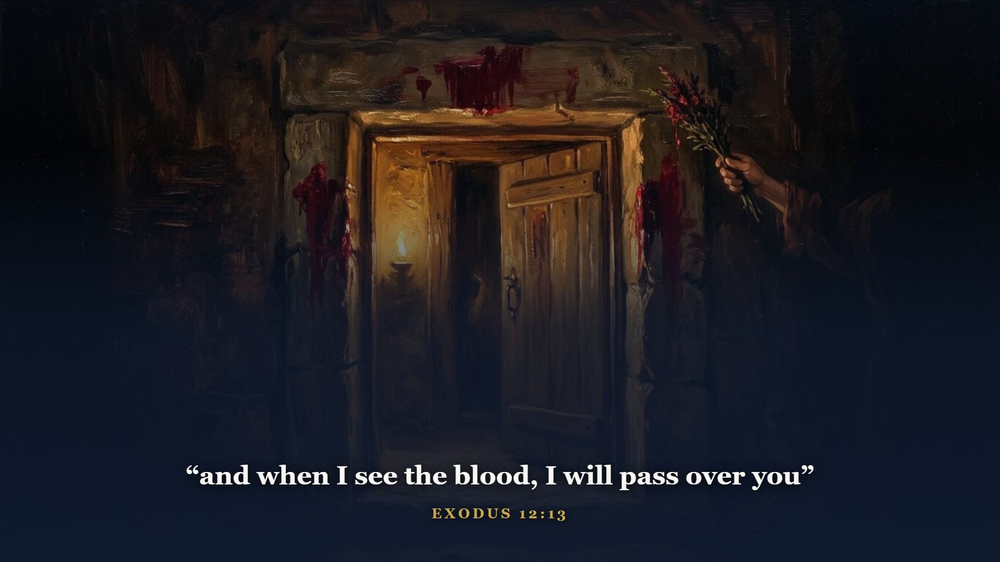 “and when I see the blood, I will pass over you”
EXODUS 12:13